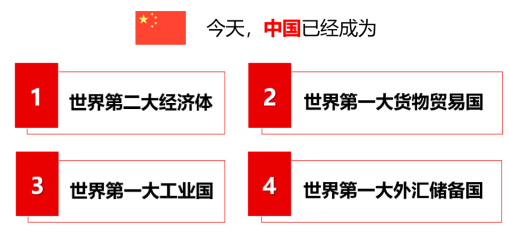 今天，中国已经成为
1 世界第二大经济体
2 世界第一大货物贸易国
3 世界第一大工业国
4 世界第一大外汇储备国